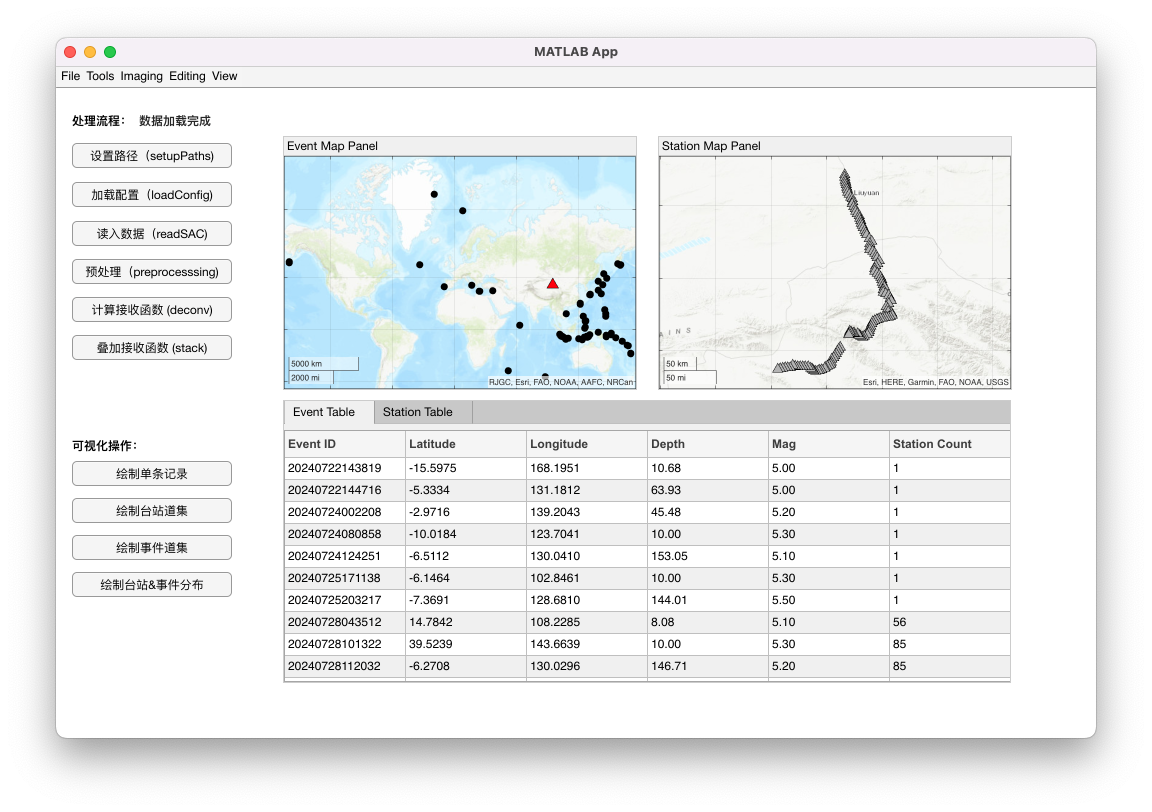 MATLAB App
File Tools Imaging Editing View
处理流程： 数据加载完成
设置路径（setupPaths)
加载配置（loadConfig)
读入数据（readSAC)
预处理（preprocesssing)
计算接收函数 (deconv)
叠加接收函数 (stack)
可视化操作：
绘制单条记录
绘制台站道集
绘制事件道集
绘制台站&事件分布
Event Map Panel
5000 km
2000 mi
RJGC, Esri, FAO, NOAA, AAFC, NRCan
Station Map Panel
Liuyuan
AINS
50 km
50 mi
Esri, HERE, Garmin, FAO, NOAA, USGS
Event Table Station Table
Event ID Latitude Longitude Depth Mag Station Count
20240722143819 -15.5975 168.1951 10.68 5.00 1
20240722144716 -5.3334 131.1812 63.93 5.00 1
20240724002208 -2.9716 139.2043 45.48 5.20 1
20240724080858 -10.0184 123.7041 10.00 5.30 1
20240724124251 -6.5112 130.0410 153.05 5.10 1
20240725171138 -6.1464 102.8461 10.00 5.30 1
20240725203217 -7.3691 128.6810 144.01 5.50 1
20240728043512 14.7842 108.2285 8.08 5.10 56
20240728101322 39.5239 143.6639 10.00 5.30 85
20240728112032 -6.2708 130.0296 146.71 5.20 85